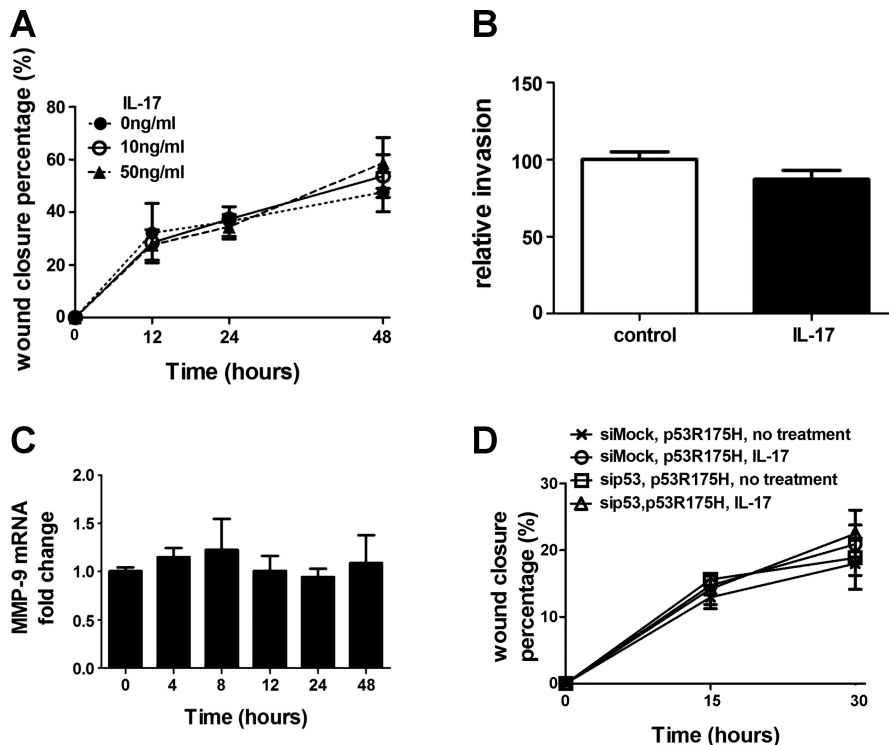 A
wound closure percentage (%)
IL-17
0ng/ml
10ng/ml
50ng/ml
80
60
40
20
0
0 12 24 48
Time (hours)
B
relative invasion
150
100
50
0
control IL-17
C
MMP-9 mRNA
fold change
2.0
1.5
1.0
0.5
0.0
0 4 8 12 24 48
Time (hours)
D
siMock, p53R175H, no treatment
siMock, p53R175H, IL-17
sip53, p53R175H, no treatment
sip53,p53R175H, IL-17
wound closure
percentage (%)
30
20
10
0
0 15 30
Time (hours)